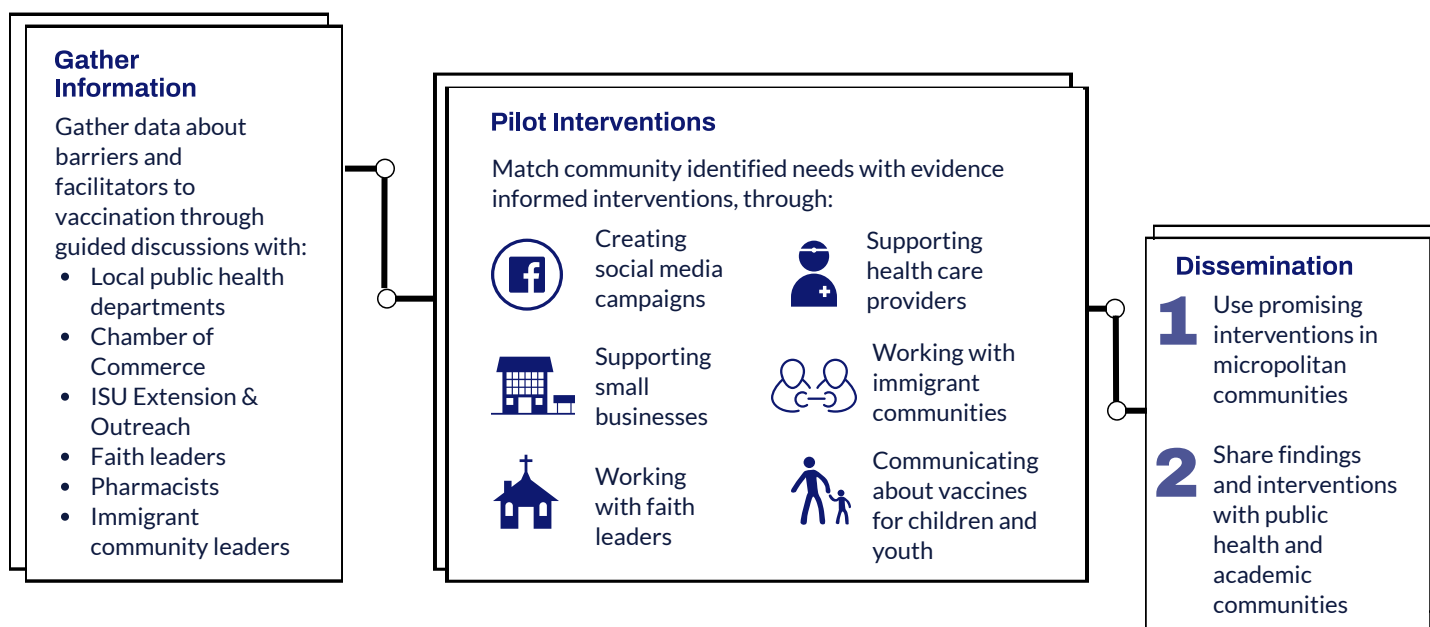 Gather
Information
Gather data about
barriers and
facilitators to
vaccination through
guided discussions with:
• Local public health
departments
• Chamber of
Commerce
• ISU Extension &
Outreach
• Faith leaders
• Pharmacists
• Immigrant
community leaders
Pilot Interventions
Match community identified needs with evidence
informed interventions, through:
Creating
social media
campaigns
Supporting
health care
providers
Supporting
small
businesses
Working with
immigrant
communities
Working
with faith
leaders
Communicating
about vaccines
for children and
youth
Dissemination
1 Use promising
interventions in
micropolitan
communities
2 Share findings
and interventions
with public
health and
academic
communities